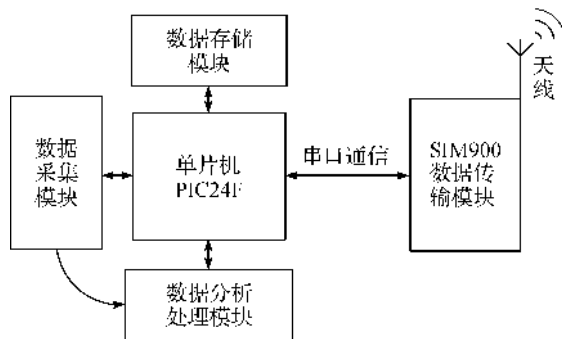 数据存储
模块
天
线
数据
采集
模块
单片机
PIC24F
串口通信
SIM900
数据传
输模块
数据分析
处理模块